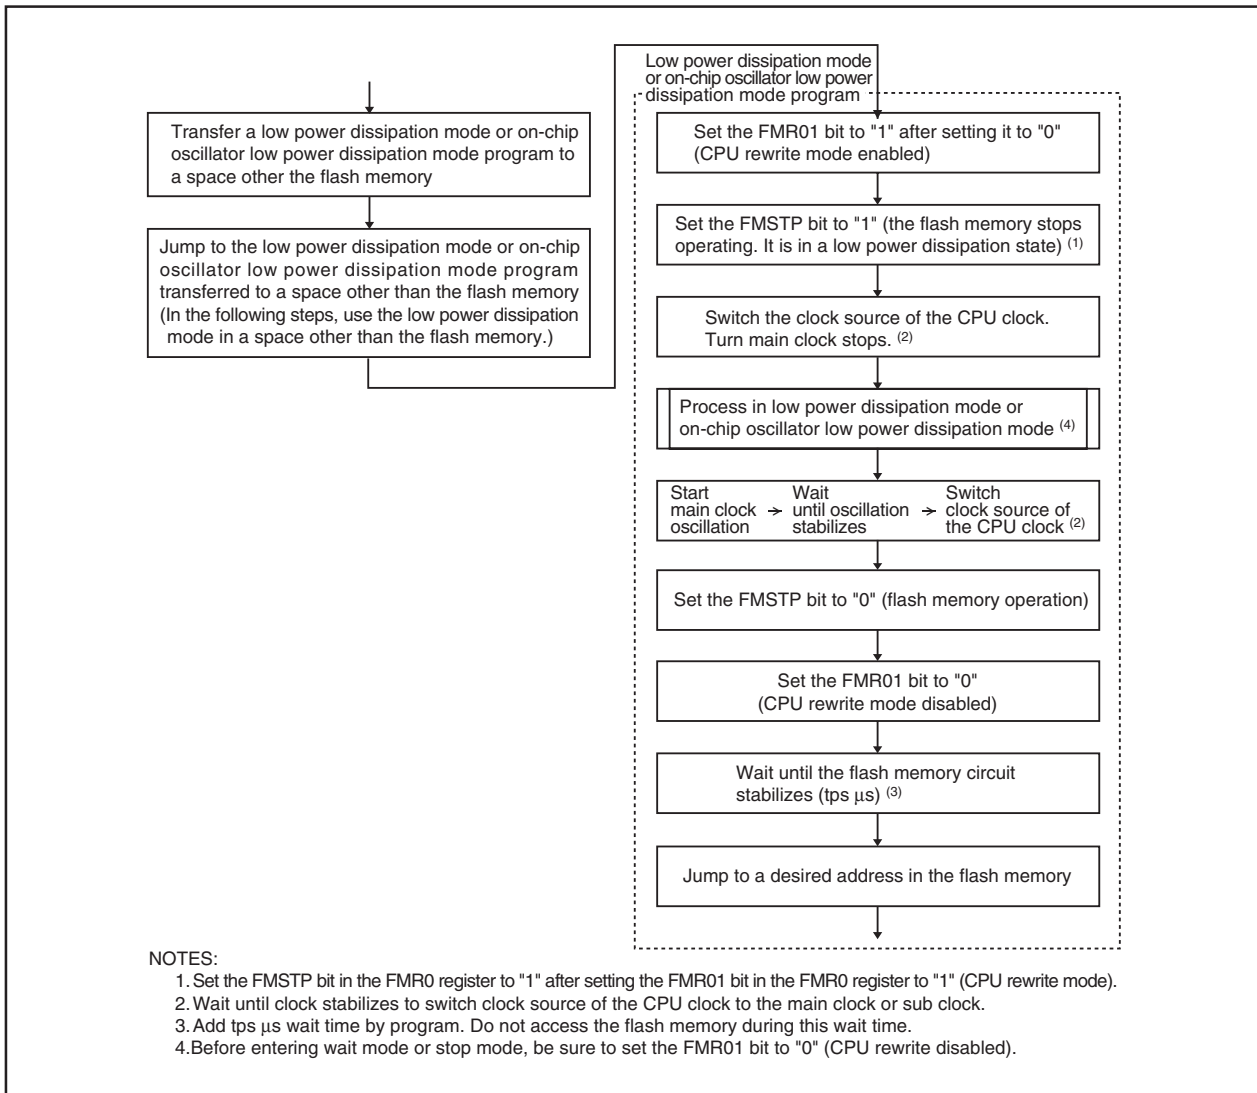 Transfer a low power dissipation mode or on-chip
oscillator low power dissipation mode program to
a space other the flash memory
Jump to the low power dissipation mode or on-chip
oscillator low power dissipation mode program
transferred to a space other than the flash memory
(In the following steps, use the low power dissipation
mode in a space other than the flash memory.)
Low power dissipation mode
or on-chip oscillator low power
dissipation mode program
Set the FMR01 bit to "1" after setting it to "0"
(CPU rewrite mode enabled)
Set the FMSTP bit to "1" (the flash memory stops
operating. It is in a low power dissipation state) (1)
Switch the clock source of the CPU clock.
Turn main clock stops. (2)
Process in low power dissipation mode or
on-chip oscillator low power dissipation mode (4)
Start
main clock
oscillation
Wait
until oscillation
stabilizes
Switch
clock source of
the CPU clock (2)
Set the FMSTP bit to "0" (flash memory operation)
Set the FMR01 bit to "0"
(CPU rewrite mode disabled)
Wait until the flash memory circuit
stabilizes (tps μs) (3)
Jump to a desired address in the flash memory
NOTES:
1. Set the FMSTP bit in the FMR0 register to "1" after setting the FMR01 bit in the FMR0 register to "1" (CPU rewrite mode).
2. Wait until clock stabilizes to switch clock source of the CPU clock to the main clock or sub clock.
3. Add tps μs wait time by program. Do not access the flash memory during this wait time.
4.Before entering wait mode or stop mode, be sure to set the FMR01 bit to "0" (CPU rewrite disabled).